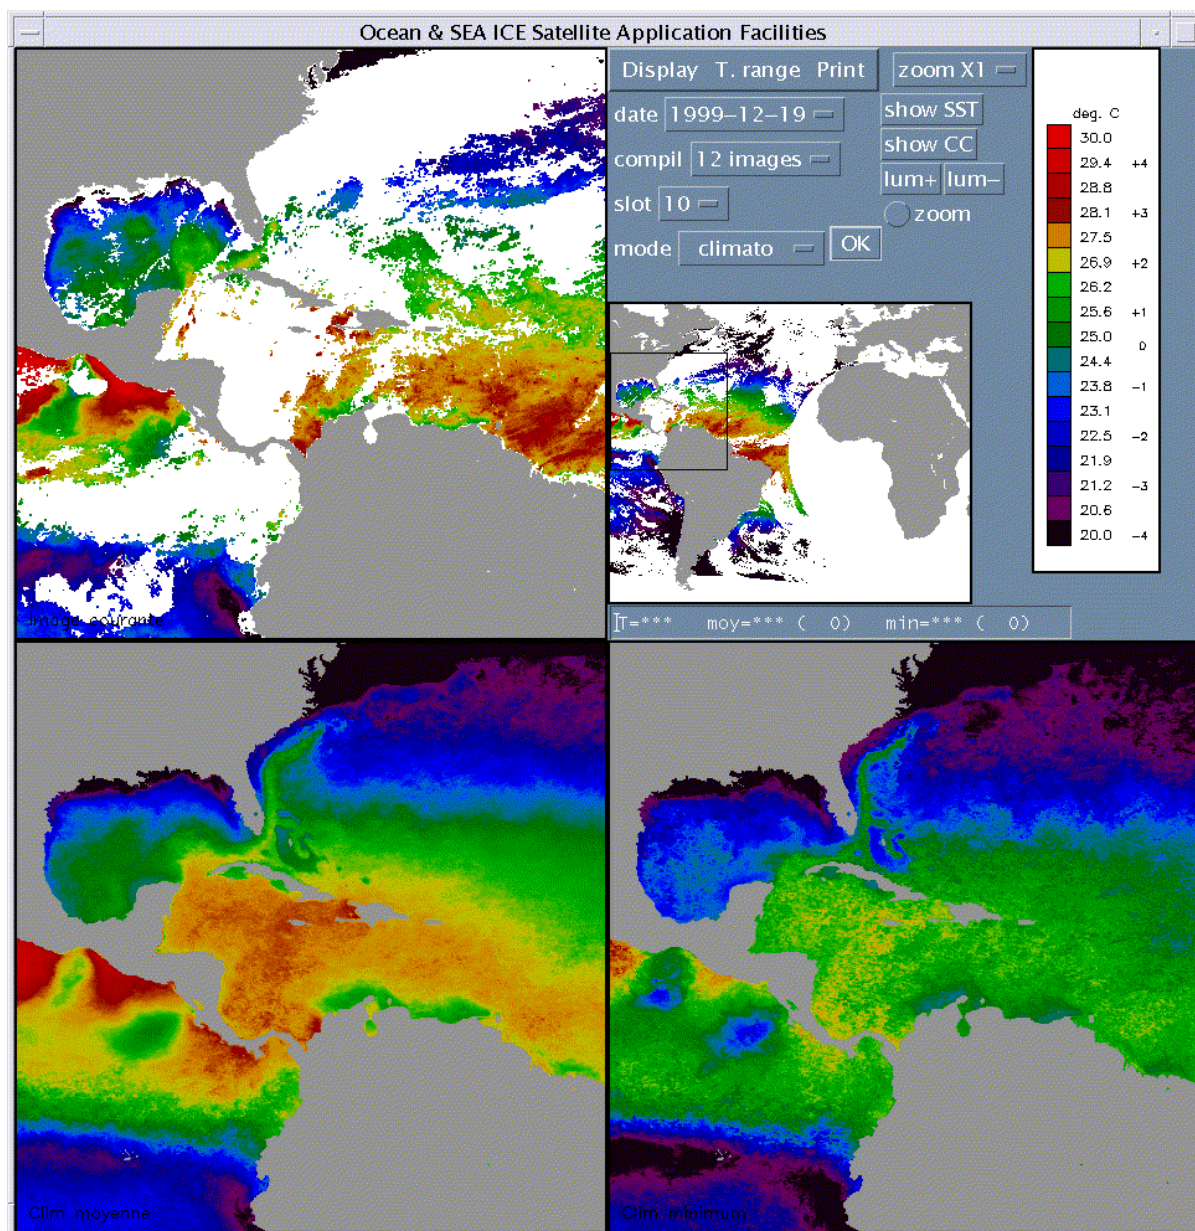 Ocean & SEA ICE Satellite Application Facilities
Display T. range Print
zoom X1
date 1999-12-19
show SST
show CC
compil 12 images
lum+ lum-
slot 10
zoom
mode climato OK
deg. C
30.0
29.4 +4
28.8
28.1 +3
27.5
26.9 +2
26.2
25.6 +1
25.0 0
24.4
23.8 -1
23.1
22.5 -2
21.9
21.2 -3
20.6
20.0 -4
Image courante
T=*** moy=*** ( 0) min=*** ( 0)
Clim moyenne
Clim minimum